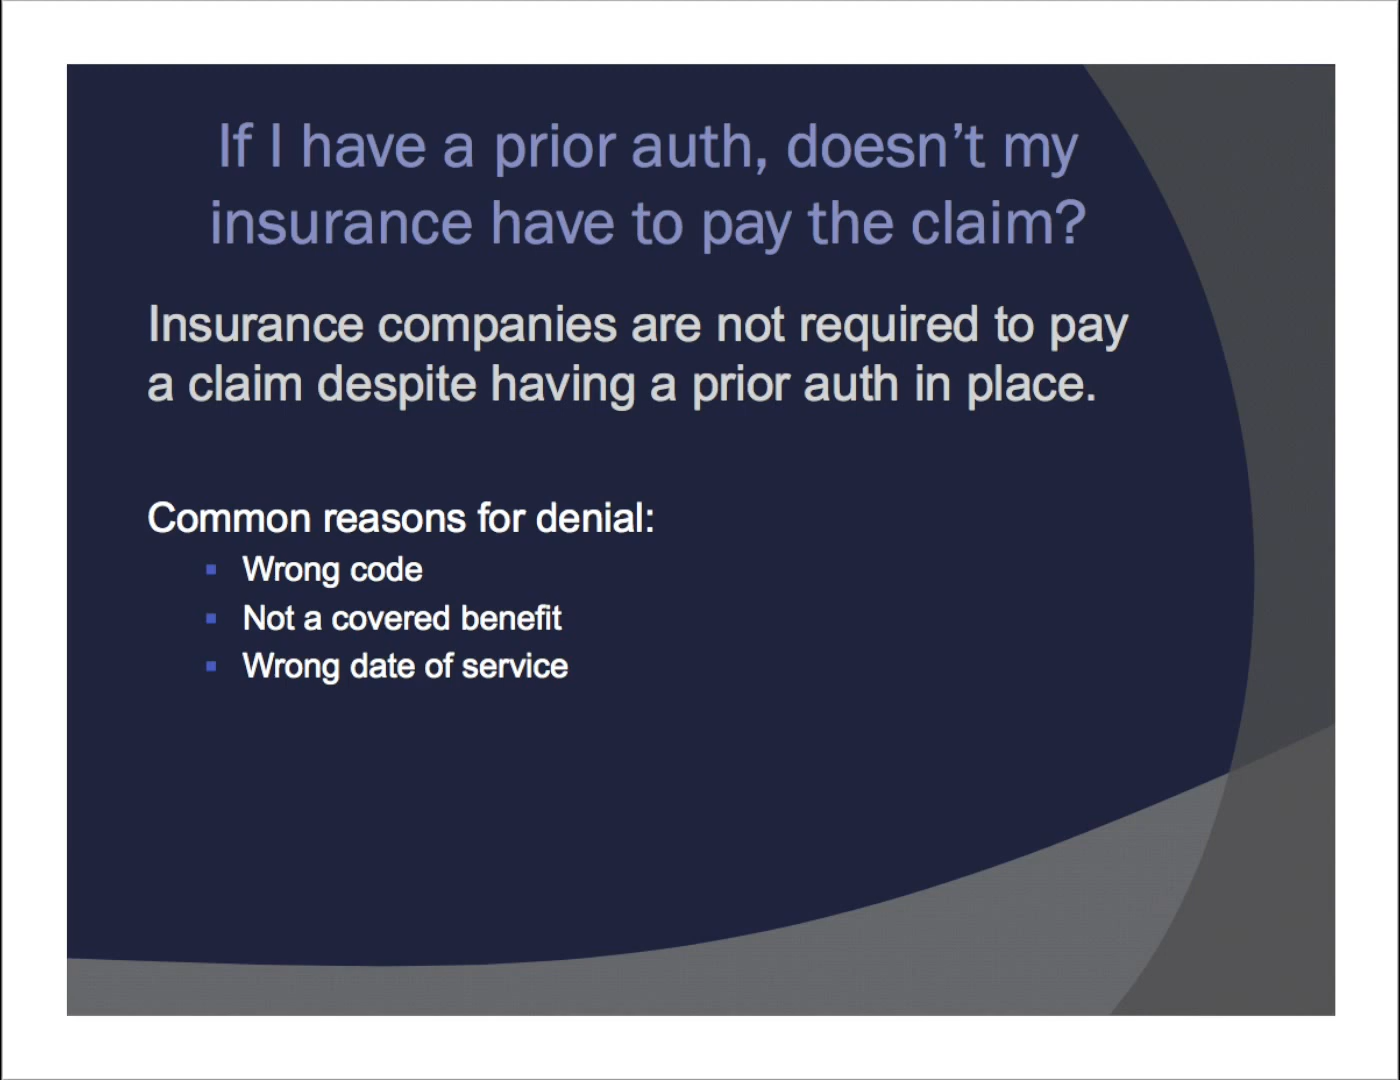 If I have a prior auth, doesn’t my
insurance have to pay the claim?
Insurance companies are not required to pay
a claim despite having a prior auth in place.
Common reasons for denial:
▪ Wrong code
▪ Not a covered benefit
▪ Wrong date of service